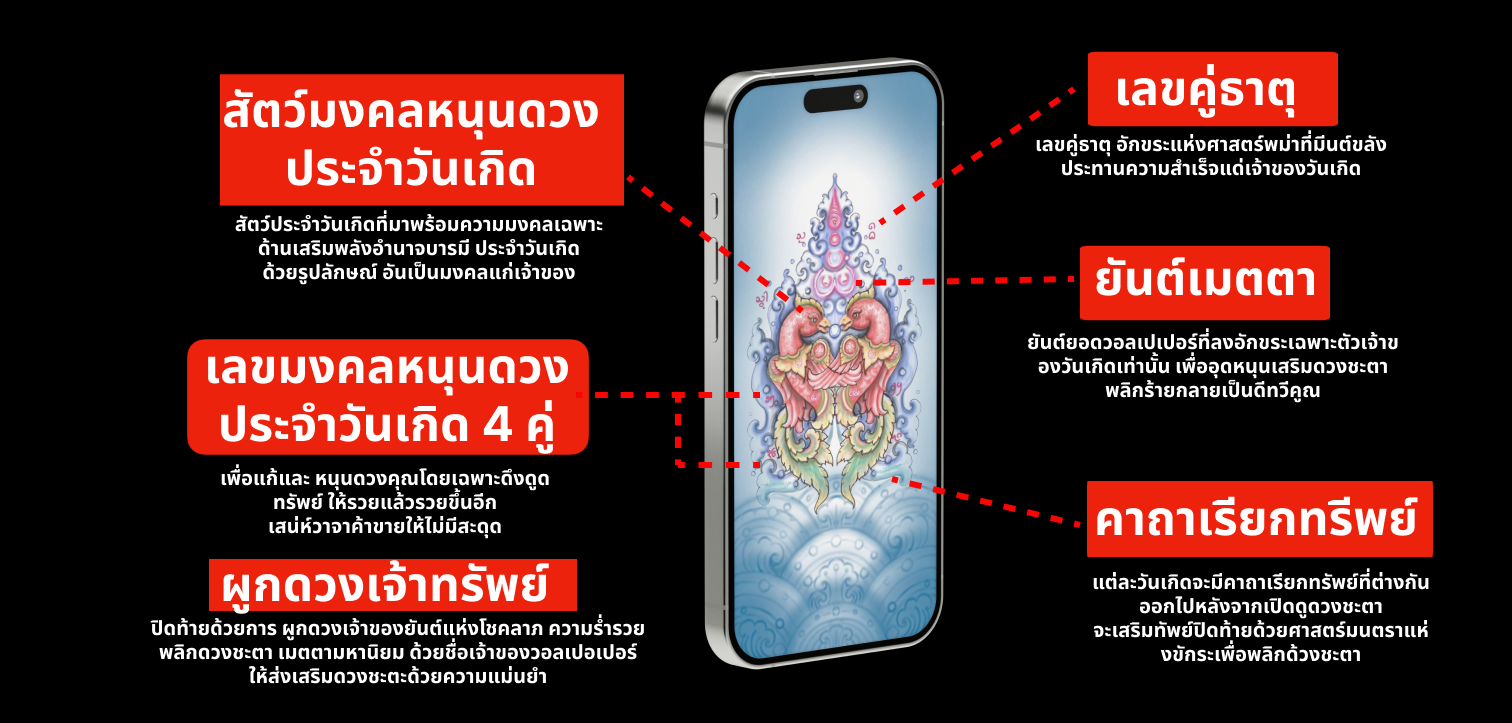 สัตว์มงคลหนุนดวง
ประจำวันเกิด
สัตว์ประจำวันเกิดที่มาพร้อมความมงคลเฉพาะ
ด้านเสริมพลังอำนาจบารมี ประจำวันเกิด
ด้วยรูปลักษณ์ อันเป็นมงคลแก่เจ้าของ
เลขมงคลหนุนดวง
ประจำวันเกิด 4 คู่
เพื่อแก้และ หนุนดวงคุณโดยเฉพาะดึงดูด
ทรัพย์ ให้รวยแล้วรวยขึ้นอีก
เสน่ห์วาจาค้าขายให้ไม่มีสะดุด
ผูกดวงเจ้าทรัพย์
ปิดท้ายด้วยการ ผูกดวงเจ้าของยันต์แห่งโชคลาภ ความร่ำรวย
พลิกดวงชะตา เมตตามหานิยม ด้วยชื่อเจ้าของวอลเปอเปอร์
ให้ส่งเสริมดวงชะตะด้วยความแม่นยำ
เลขคู่ธาตุ
เลขคู่ธาตุ อักขระแห่งศาสตร์พม่าที่มีนต์ขลัง
ประทานความสำเร็จแด่เจ้าของวันเกิด
ยันต์เมตตา
ยันต์ยอดวอลเปเปอร์ที่ลงอักขระเฉพาะตัวเจ้าข
องวันเกิดเท่านั้น เพื่ออุดหนุนเสริมดวงชะตา
พลิกร้ายกลายเป็นดีทวีคูณ
คาถาเรียกทรีพย์
แต่ละวันเกิดจะมีคาถาเรียกทรัพย์ที่ต่างกัน
ออกไปหลังจากเปิดดูดวงชะตา
จะเสริมทัพย์ปิดท้ายด้วยศาสตร์มนตราแห่
งขักระเพื่อพลิกด้วงชะตา